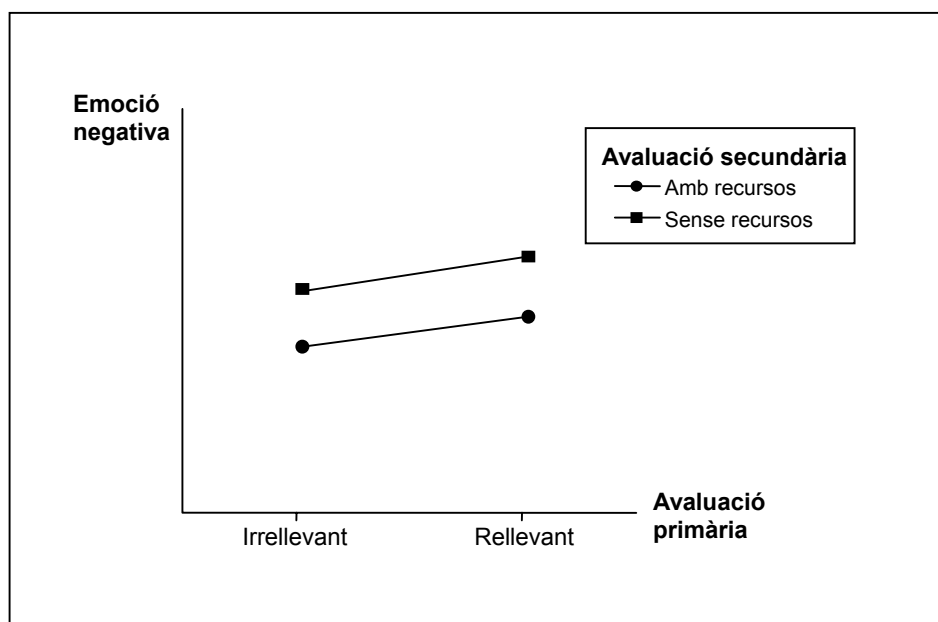 Emoció
negativa
Avaluació secundària
Amb recursos
Sense recursos
Avaluació
primària
Irrellevant
Rellevant